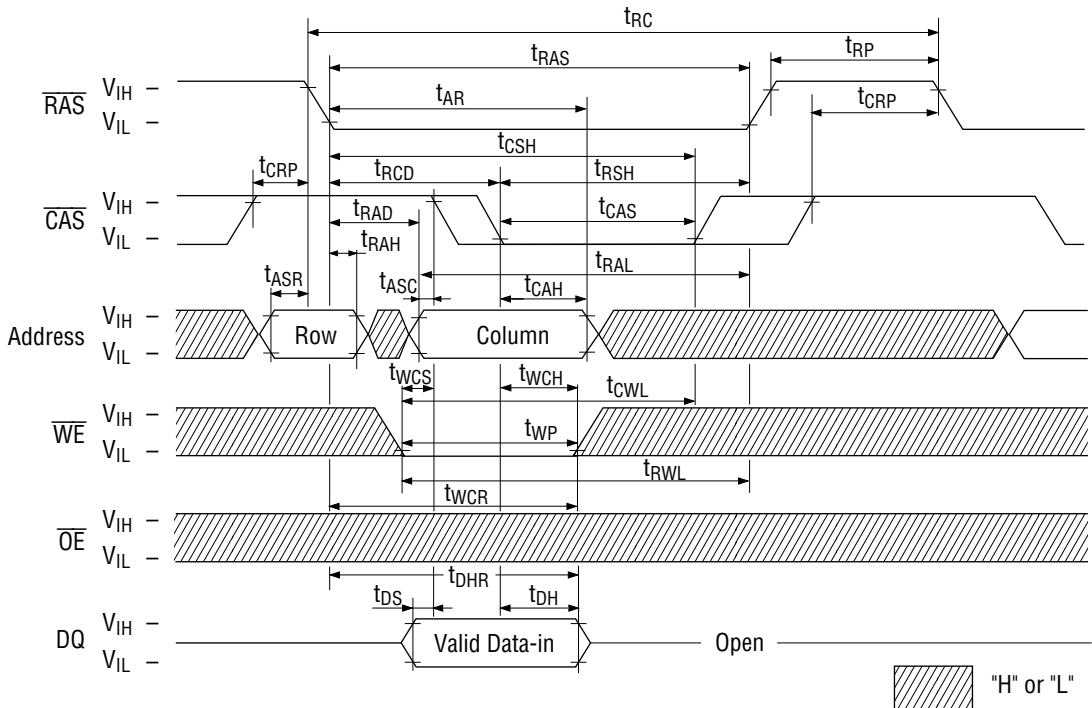 tRC
tRP
tRAS
RAS
VIH –
VIL –
tAR
tCRP
tCSH
tCRP
tRCD
tRSH
CAS
VIH –
VIL –
tRAD
tCAS
tRAH
tRAL
tASR
tASC
tCAH
Address
VIH –
VIL –
Row
Column
tWCS
tWCH
tCWL
WE
VIH –
VIL –
tWP
tRWL
tWCR
OE
VIH –
VIL –
tDHR
tDS
tDH
DQ
VIH –
VIL –
Valid Data-in
Open
"H" or "L"